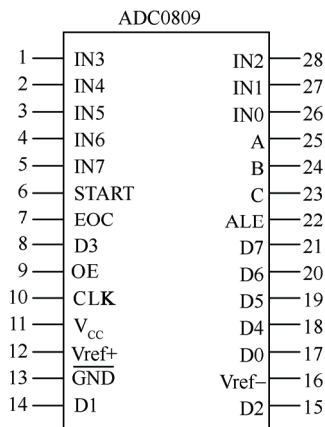 ADC0809
1 IN3 IN2 28
2 IN4 IN1 27
3 IN5 IN0 26
4 IN6 A 25
5 IN7 B 24
6 START C 23
7 EOC ALE 22
8 D3 D7 21
9 OE D6 20
10 CLK D5 19
11 VCC D4 18
12 Vref+ D0 17
13 GND Vref− 16
14 D1 D2 15